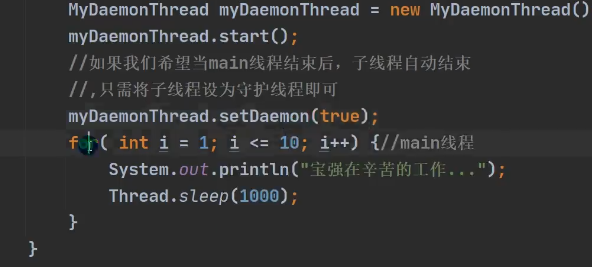 MyDaemonThread myDaemonThread = new MyDaemonThread()
myDaemonThread.start();
//如果我们希望当main线程结束后，子线程自动结束
//,只需将子线程设为守护线程即可
myDaemonThread.setDaemon(true);
for( int i = 1; i <= 10; i++) {//main线程
System.out.println("宝强在辛苦的工作...");
Thread.sleep(1000);
}
}